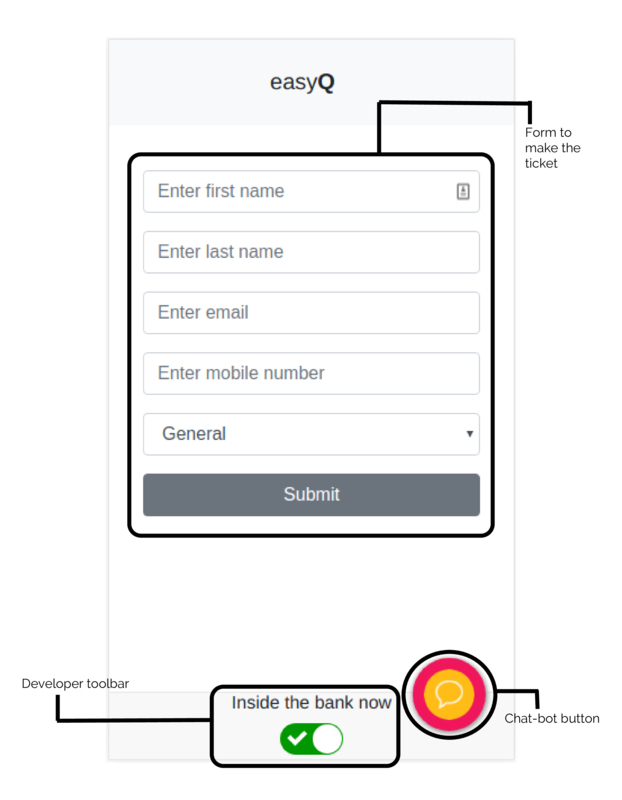 easyQ
Form to
make the
ticket
Enter first name
Enter last name
Enter email
Enter mobile number
General
Submit
Developer toolbar
Inside the bank now
Chat-bot button